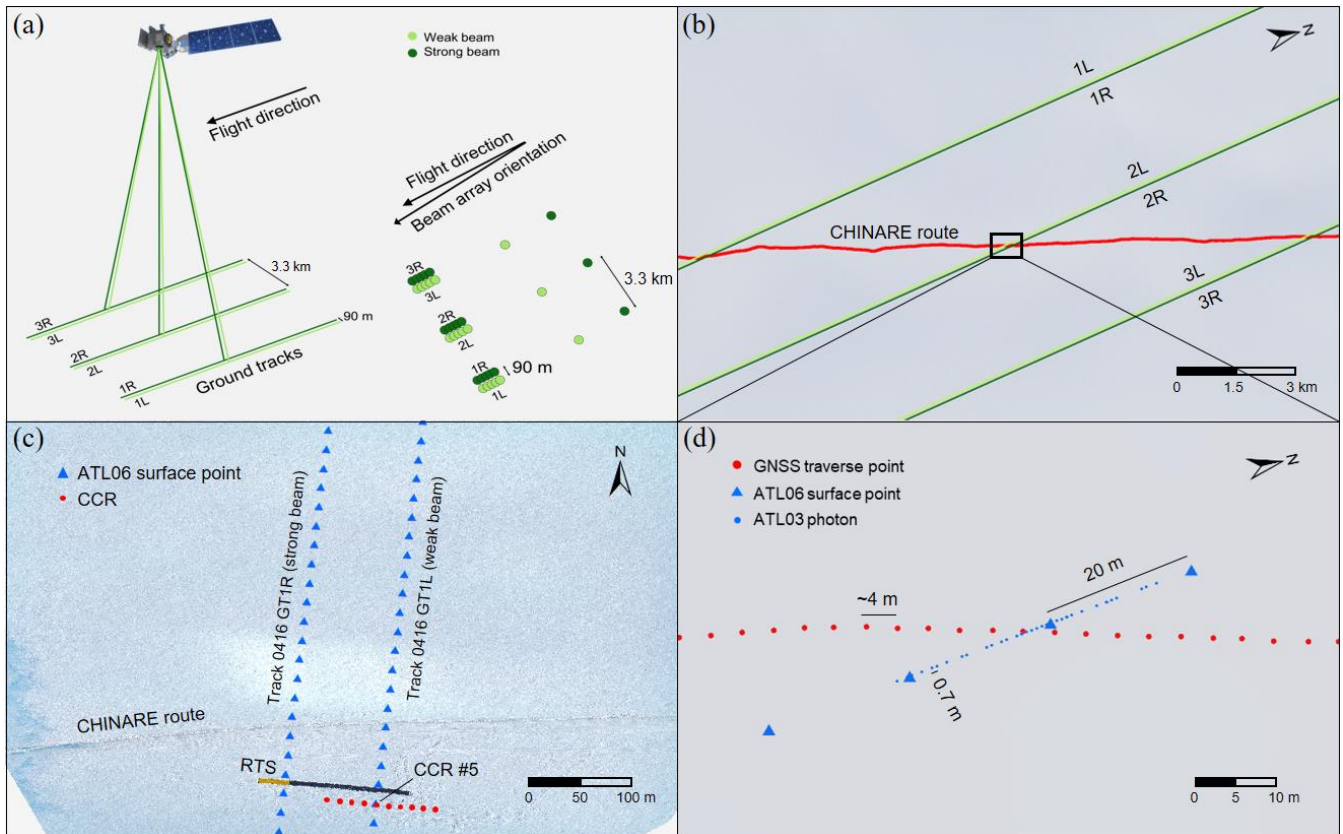 (a)
Weak beam
Strong beam
Flight direction
Flight direction
Beam array orientation
3.3 km
3R
3L
2R
2L
1R
1L
90 m
Ground tracks
3R
3L
2R
2L
1R
1L
90 m
3.3 km
(b)
N
1L
1R
2L
2R
CHINARE route
3L
3R
0 1.5 3 km
(c)
ATL06 surface point
CCR
N
Track 0416 GT1R (strong beam)
Track 0416 GT1L (weak beam)
CHINARE route
RTS
CCR #5
0 50 100 m
(d)
GNSS traverse point
ATL06 surface point
ATL03 photon
N
20 m
~4 m
0.7 m
0 5 10 m